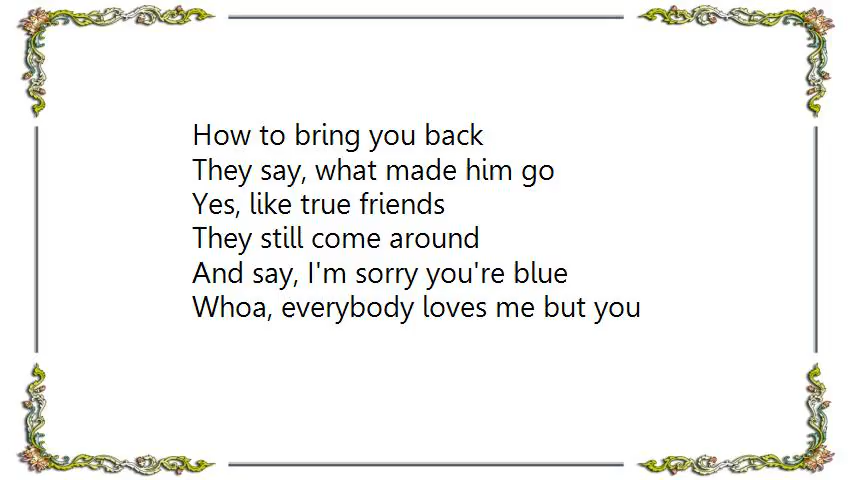 How to bring you back
They say, what made him go
Yes, like true friends
They still come around
And say, I'm sorry you're blue
Whoa, everybody loves me but you